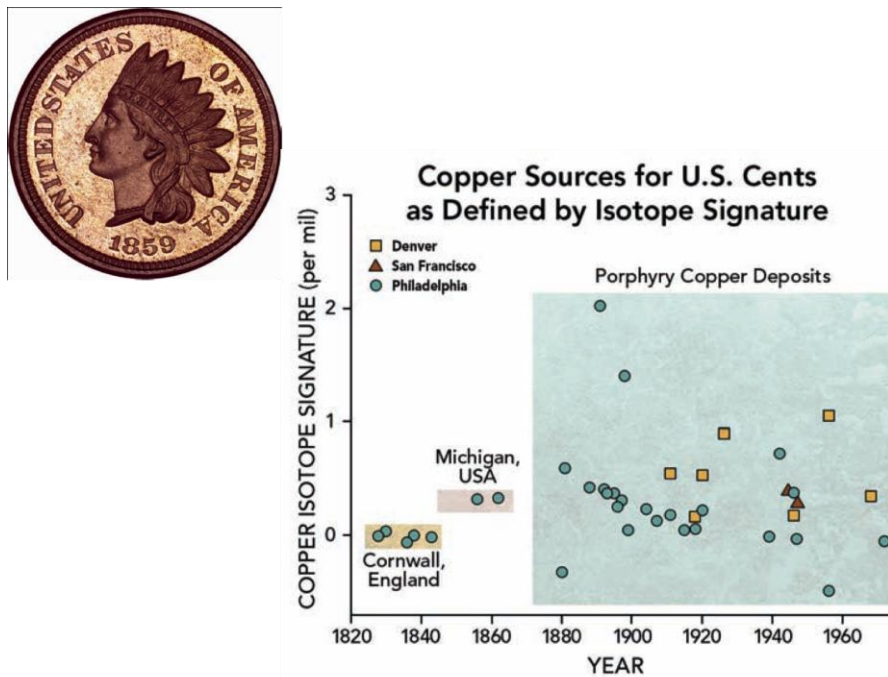 UNITED STATES OF AMERICA
1859
Copper Sources for U.S. Cents
as Defined by Isotope Signature
Denver
San Francisco
Philadelphia
Porphyry Copper Deposits
Michigan,
USA
Cornwall,
England
COPPER ISOTOPE SIGNATURE (per mil)
3
2
1
0
1820 1840 1860 1880 1900 1920 1940 1960
YEAR